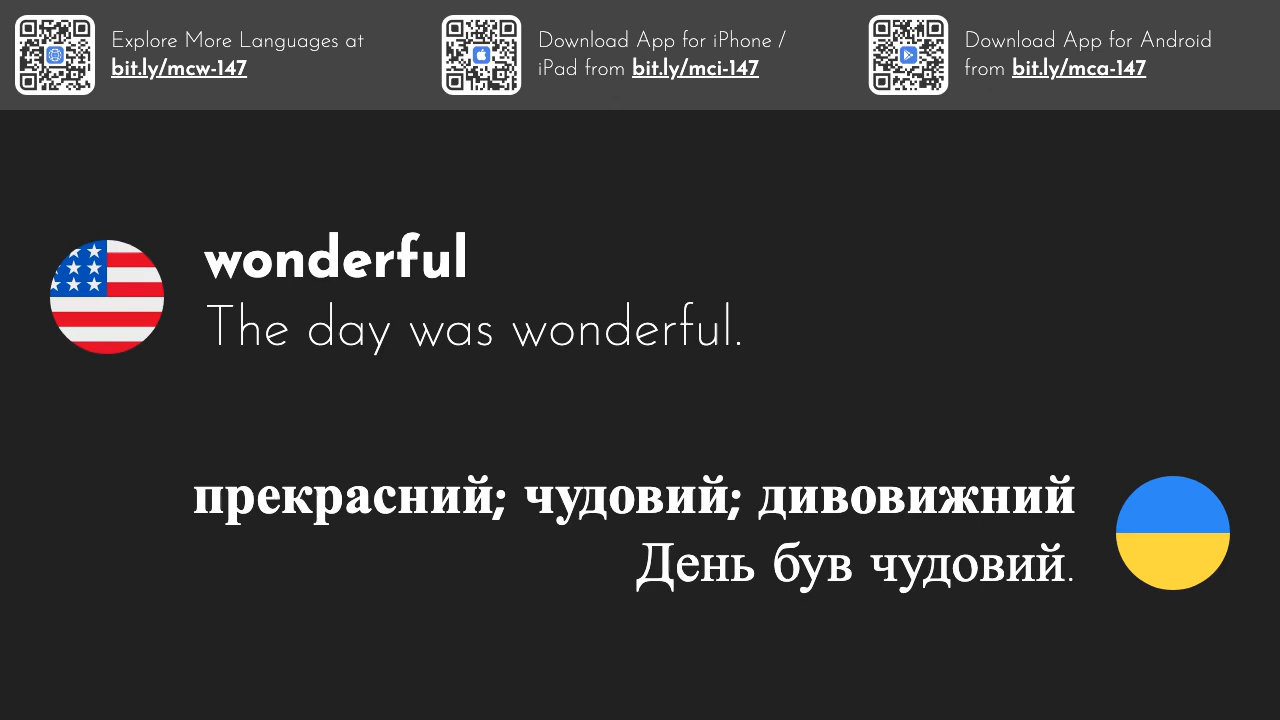 Explore More Languages at
bit.ly/mcw-147
Download App for iPhone /
iPad from bit.ly/mci-147
Download App for Android
from bit.ly/mca-147
wonderful
The day was wonderful.
прекрасний; чудовий; дивовижний
День був чудовий.